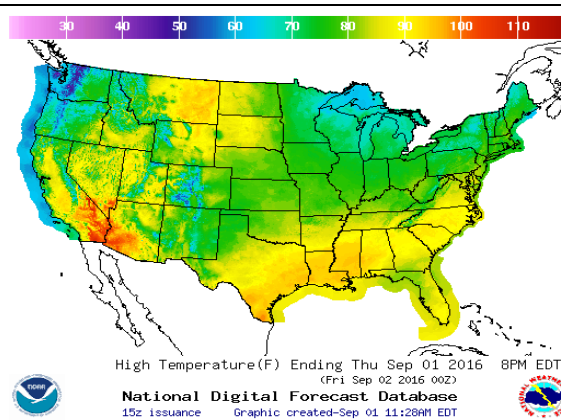 30 40 50 60 70 80 90 100 110
High Temperature(F) Ending Thu Sep 01 2016 8PM EDT
(Fri Sep 02 2016 00Z)
National Digital Forecast Database
15z issuance Graphic created-Sep 01 11:28AM EDT
noaa